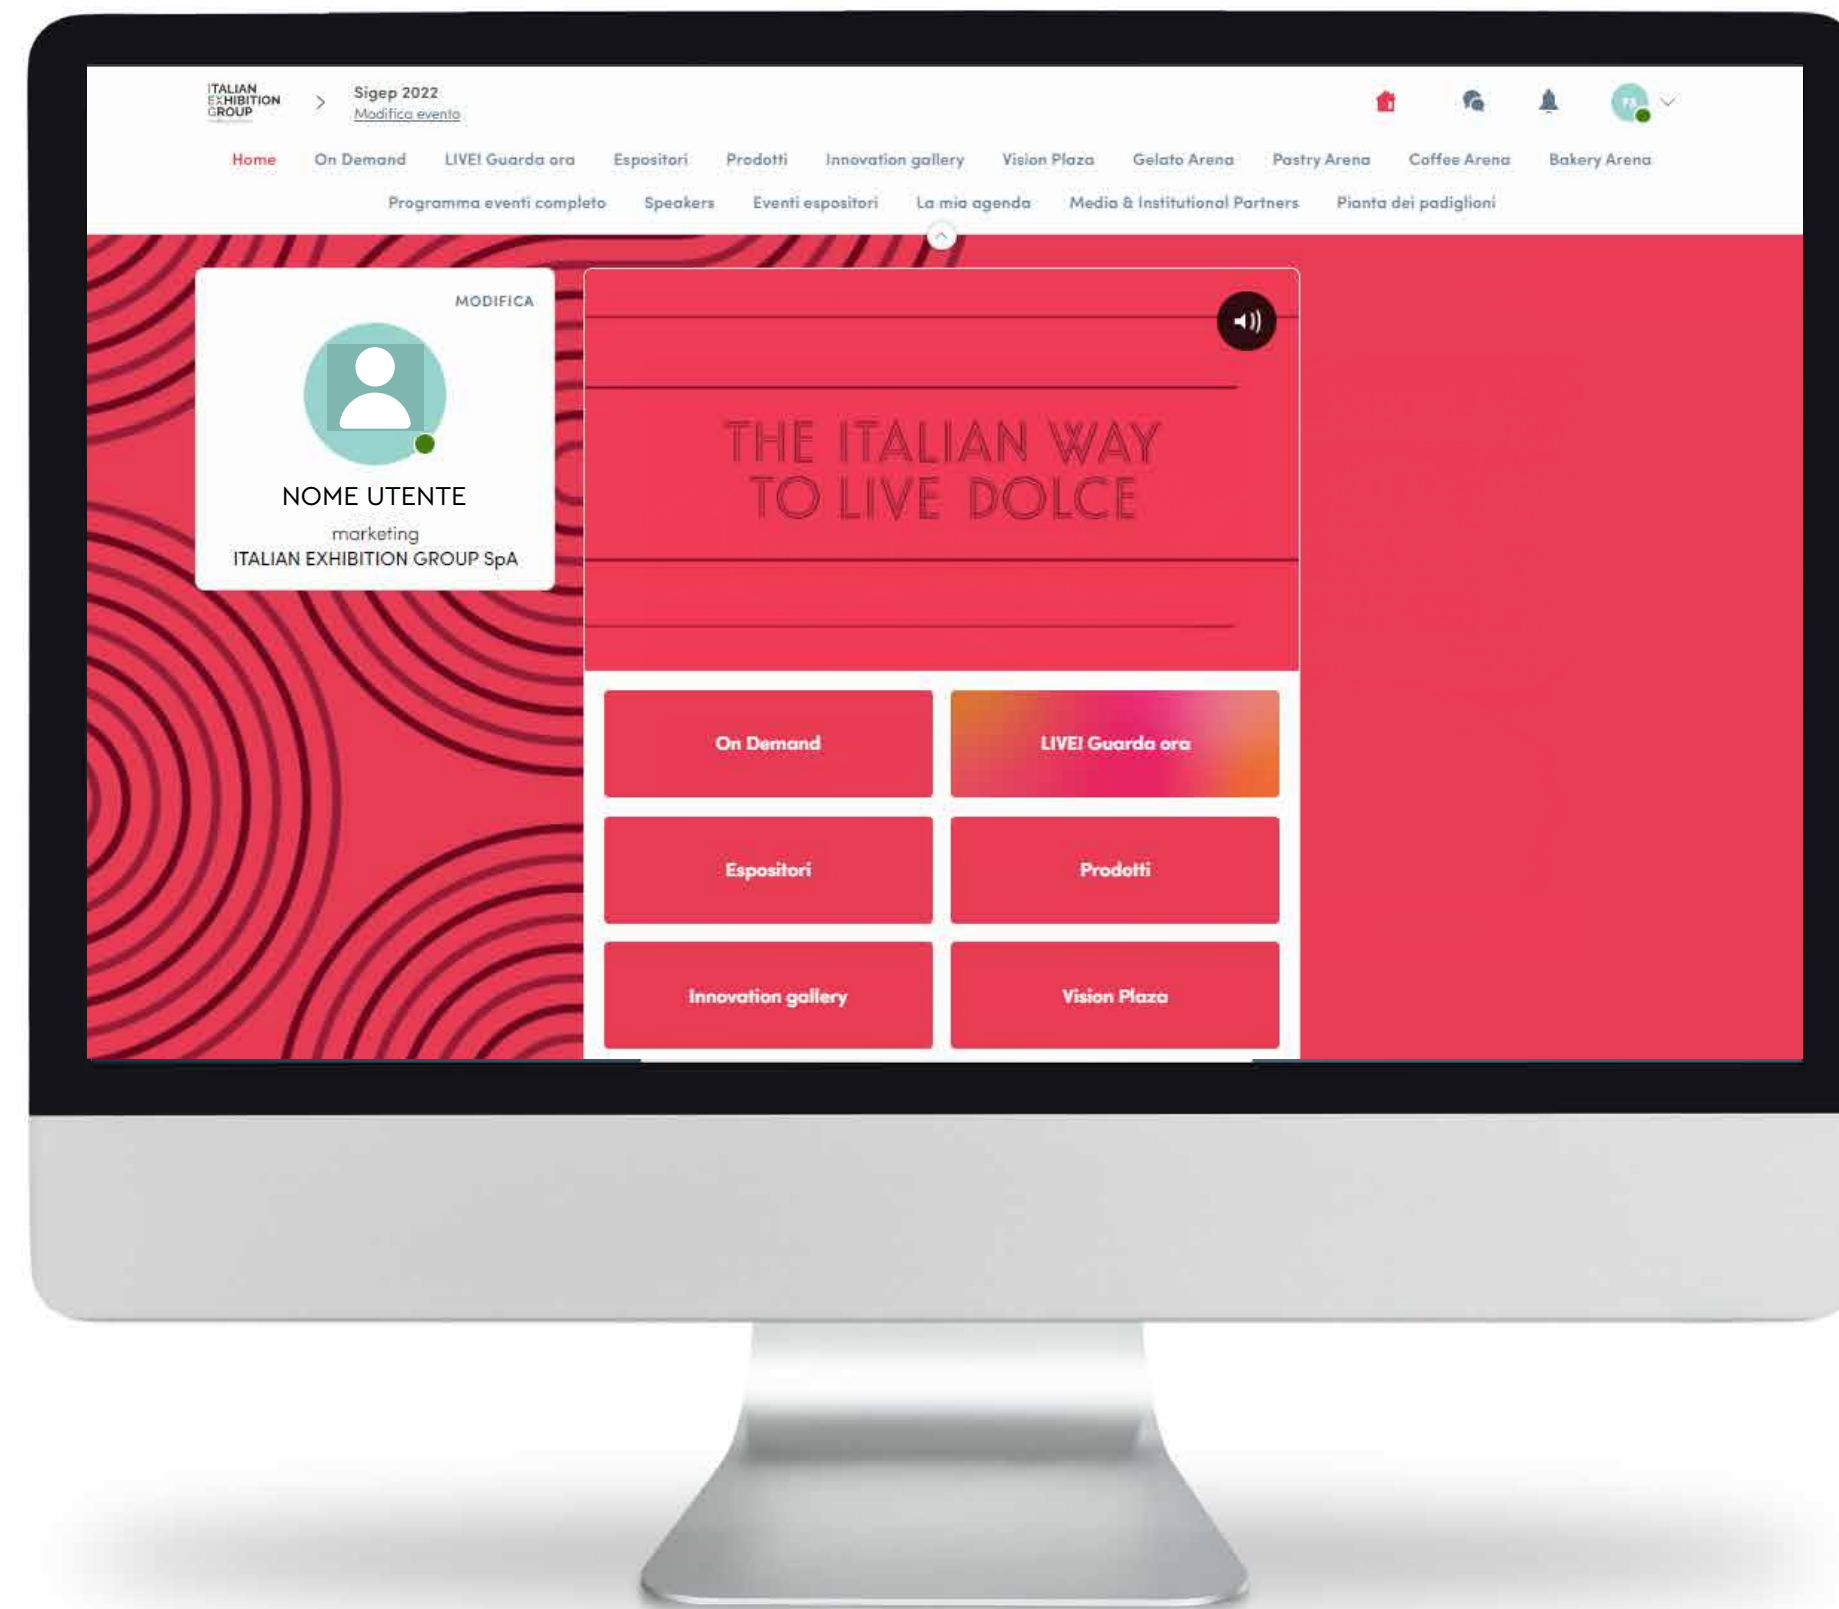 ITALIAN
EXHIBITION
GROUP
Sigep 2022
Modifica evento
Home On Demand LIVE! Guarda ora Espositori Prodotti Innovation gallery Vision Plaza Gelato Arena Pastry Arena Coffee Arena Bakery Arena
Programma eventi completo Speakers Eventi espositori La mia agenda Media & Institutional Partners Pianta dei padiglioni
MODIFICA
NOME UTENTE
marketing
ITALIAN EXHIBITION GROUP SpA
THE ITALIAN WAY
TO LIVE DOLCE
On Demand
LIVE! Guarda ora
Espositori
Prodotti
Innovation gallery
Vision Plaza